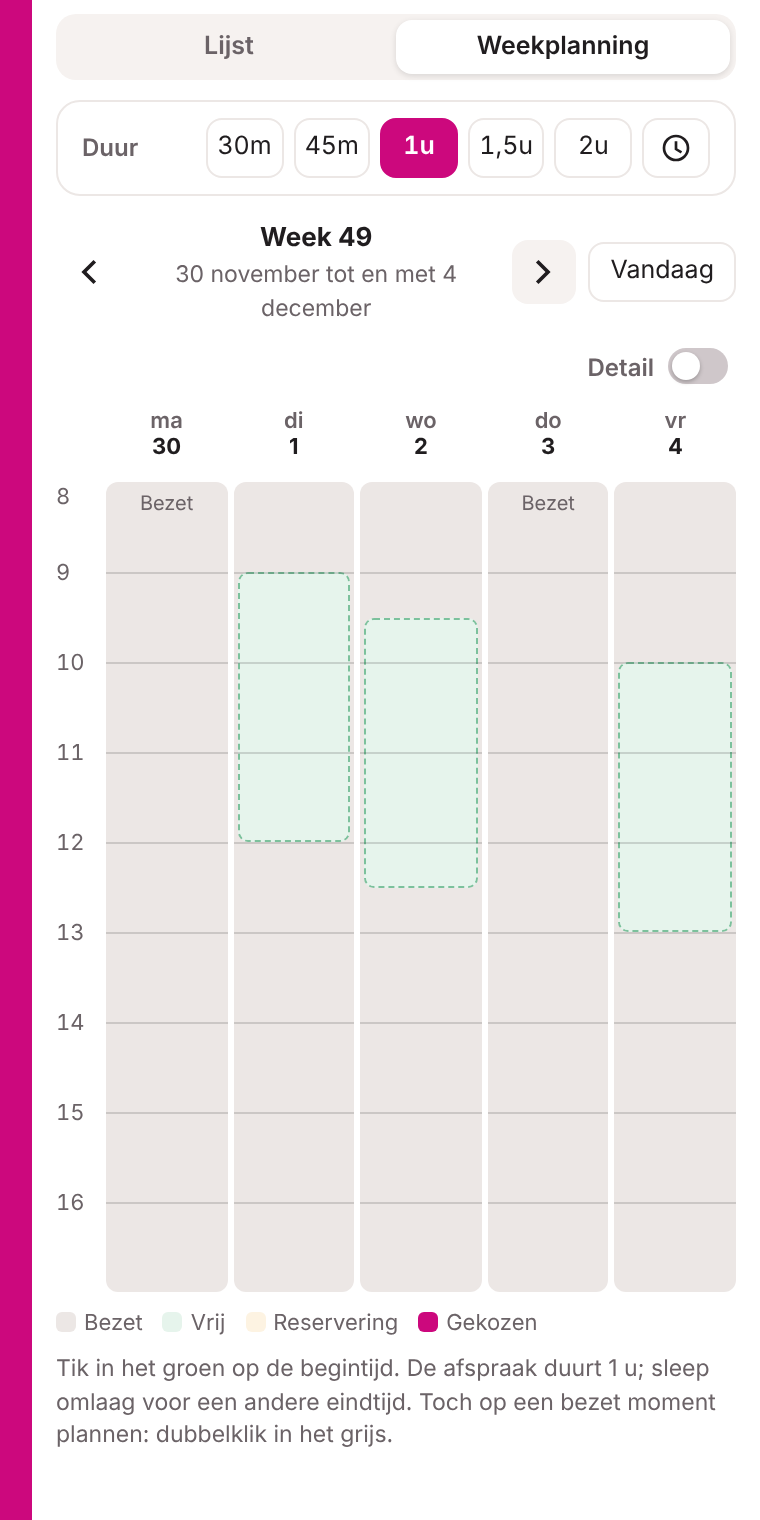 Lijst Weekplanning
Duur 30m 45m 1u 1,5u 2u
Week 49
30 november tot en met 4
december
Vandaag
Detail
ma di wo do vr
30 1 2 3 4
8 Bezet Bezet
9
10
11
12
13
14
15
16
Bezet Vrij Reservering Gekozen
Tik in het groen op de begintijd. De afspraak duurt 1 u; sleep
omlaag voor een andere eindtijd. Toch op een bezet moment
plannen: dubbelklik in het grijs.